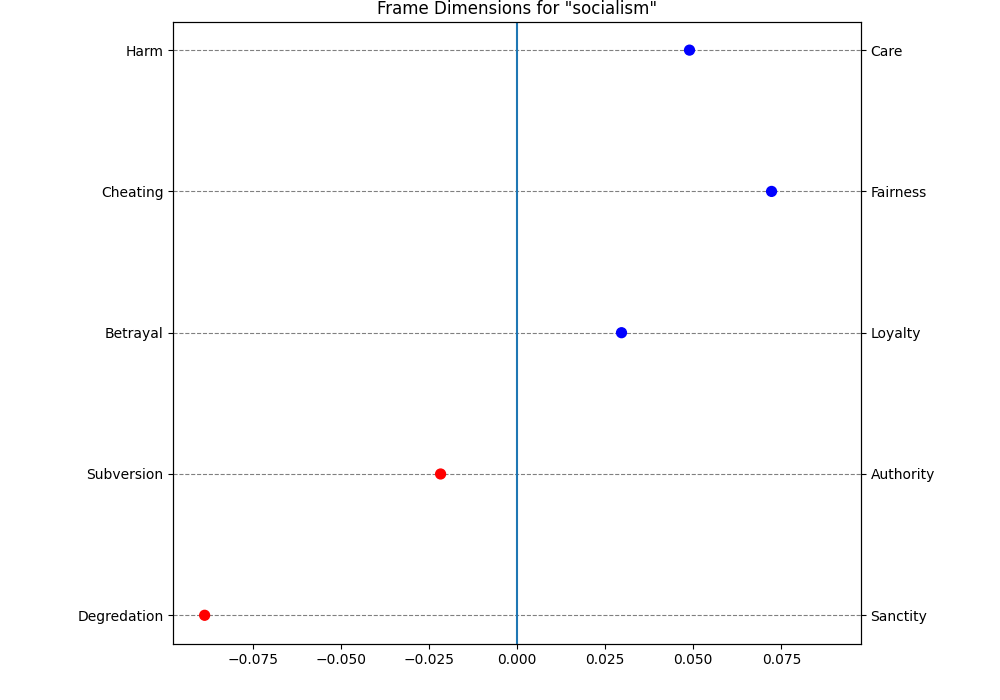 Frame Dimensions for "socialism"
Harm Care
Cheating Fairness
Betrayal Loyalty
Subversion Authority
Degredation Sanctity
−0.075 −0.050 −0.025 0.000 0.025 0.050 0.075